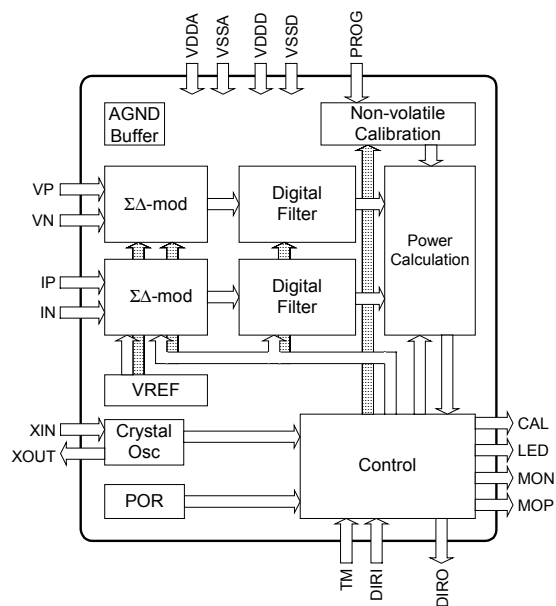 VDDA
VSSA
VDDD
VSSD
PROG
AGND
Buffer
Non-volatile
Calibration
VP
VN
ΣΔ-mod
Digital
Filter
Power
Calculation
IP
IN
ΣΔ-mod
Digital
Filter
VREF
XIN
XOUT
Crystal
Osc
POR
Control
CAL
LED
MON
MOP
TM
DIRI
DIRO